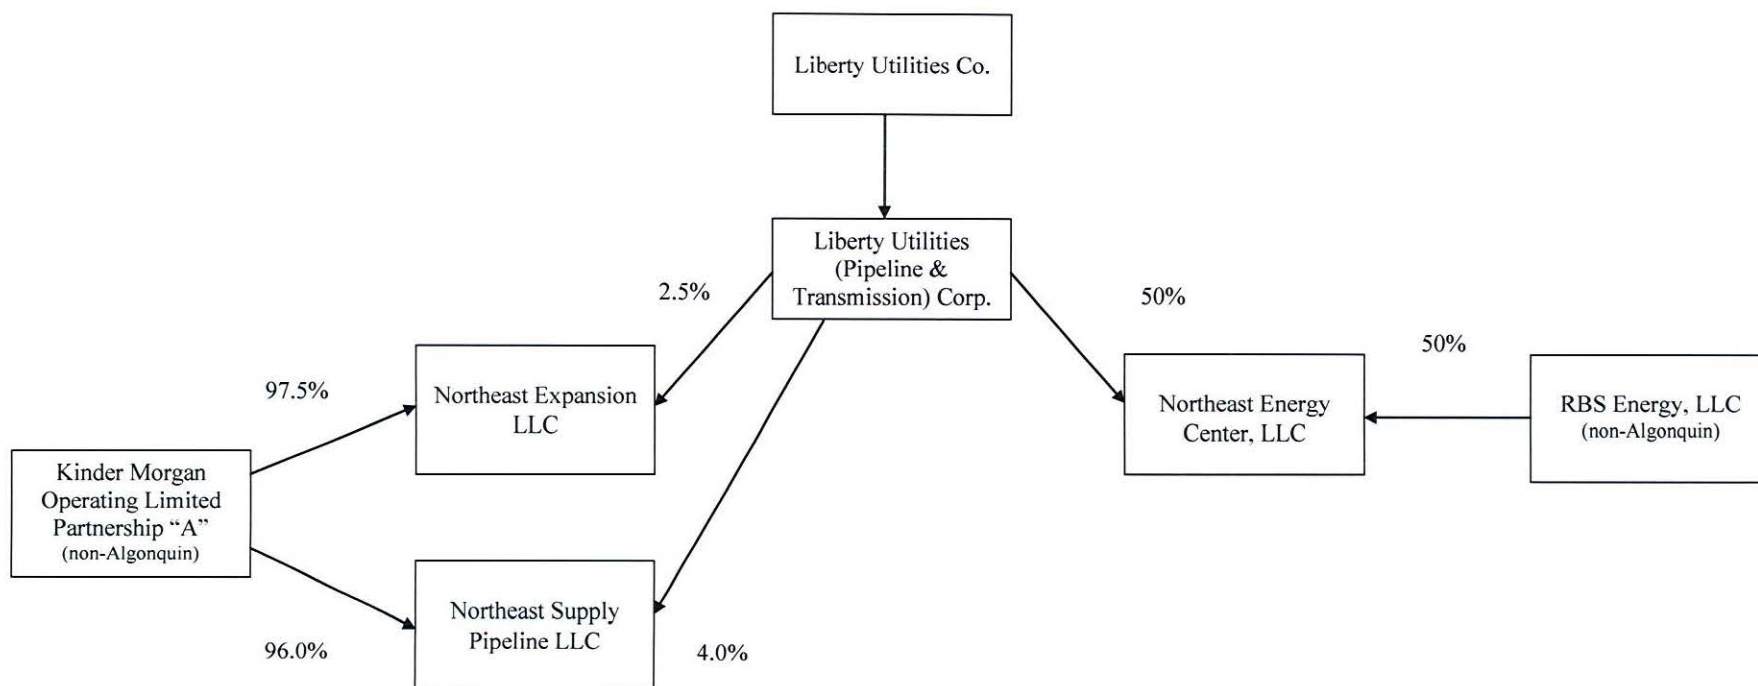 Liberty Utilities Co.
Liberty Utilities
(Pipeline &
Transmission) Corp.
2.5%
50%
50%
97.5%
Northeast Expansion
LLC
Northeast Energy
Center, LLC
RBS Energy, LLC
(non-Algonquin)
Kinder Morgan
Operating Limited
Partnership “A”
(non-Algonquin)
Northeast Supply
Pipeline LLC
96.0%
4.0%